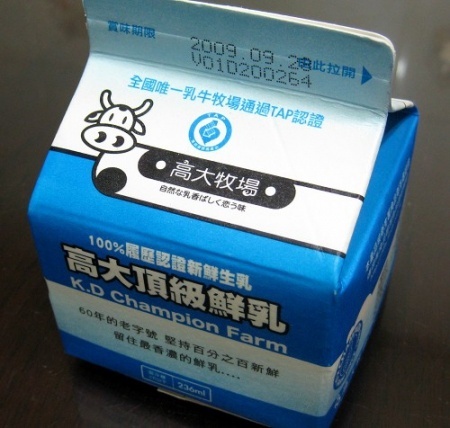 賞味期限
2009.09.28
由此拉開
V01D200264
全國唯一乳牛牧場通過TAP認證
TAP
高大牧場
自然な乳香ばしく恋う味
100%履歷認證新鮮生乳
高大頂級鮮乳
K.D Champion Farm
60年的老字號 堅持百分之百新鮮
留住最香濃的鮮乳....
236ml